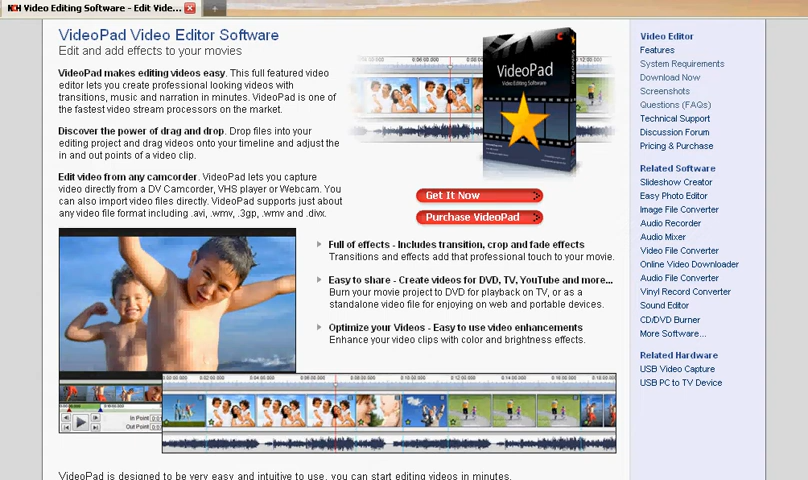 NCH Video Editing Software - Edit Vide...
VideoPad Video Editor Software
Edit and add effects to your movies
VideoPad makes editing videos easy. This full featured video
editor lets you create professional looking videos with
transitions, music and narration in minutes. VideoPad is one of
the fastest video stream processors on the market.
Discover the power of drag and drop. Drop files into your
editing project and drag videos onto your timeline and adjust the
in and out points of a video clip.
Edit video from any camcorder. VideoPad lets you capture
video directly from a DV Camcorder, VHS player or Webcam. You
can also import video files directly. VideoPad supports just about
any video file format including .avi, .wmv, .3gp, .wmv and .divx.
VideoPad
Video Editing Software
Get It Now
Purchase VideoPad
Full of effects - Includes transition, crop and fade effects
Transitions and effects add that professional touch to your movie.
Easy to share - Create videos for DVD, TV, YouTube and more...
Burn your movie project to DVD for playback on TV, or as a
standalone video file for enjoying on web and portable devices.
Optimize your Videos - Easy to use video enhancements
Enhance your video clips with color and brightness effects.
In Point
Out Point
VideoPad is designed to be very easy and intuitive to use, you can start editing videos in minutes.
Video Editor
Features
System Requirements
Download Now
Screenshots
Questions (FAQs)
Technical Support
Discussion Forum
Pricing & Purchase
Related Software
Slideshow Creator
Easy Photo Editor
Image File Converter
Audio Recorder
Audio Mixer
Video File Converter
Online Video Downloader
Audio File Converter
Vinyl Record Converter
Sound Editor
CD/DVD Burner
More Software...
Related Hardware
USB Video Capture
USB PC to TV Device